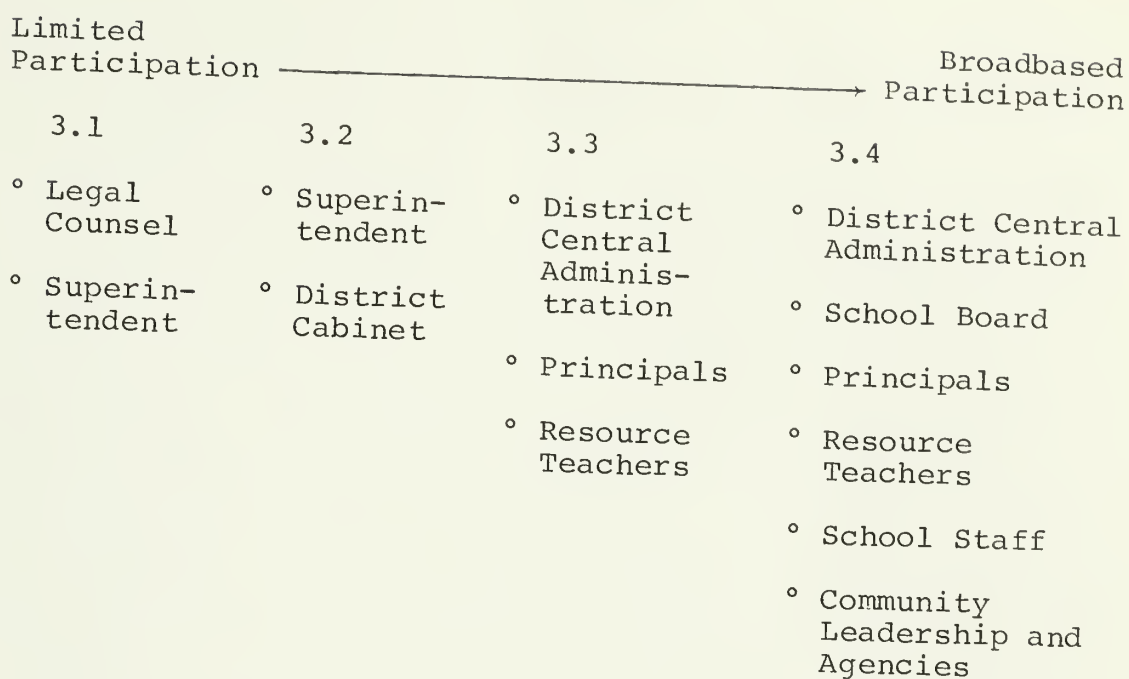 Limited
Participation
Broadbased
Participation
3.1
° Legal
Counsel
° Superin-
tendent
3.2
° Superin-
tendent
° District
Cabinet
3.3
° District
Central
Adminis-
tration
° Principals
° Resource
Teachers
3.4
° District Central
Administration
° School Board
° Principals
° Resource
Teachers
° School Staff
° Community
Leadership and
Agencies